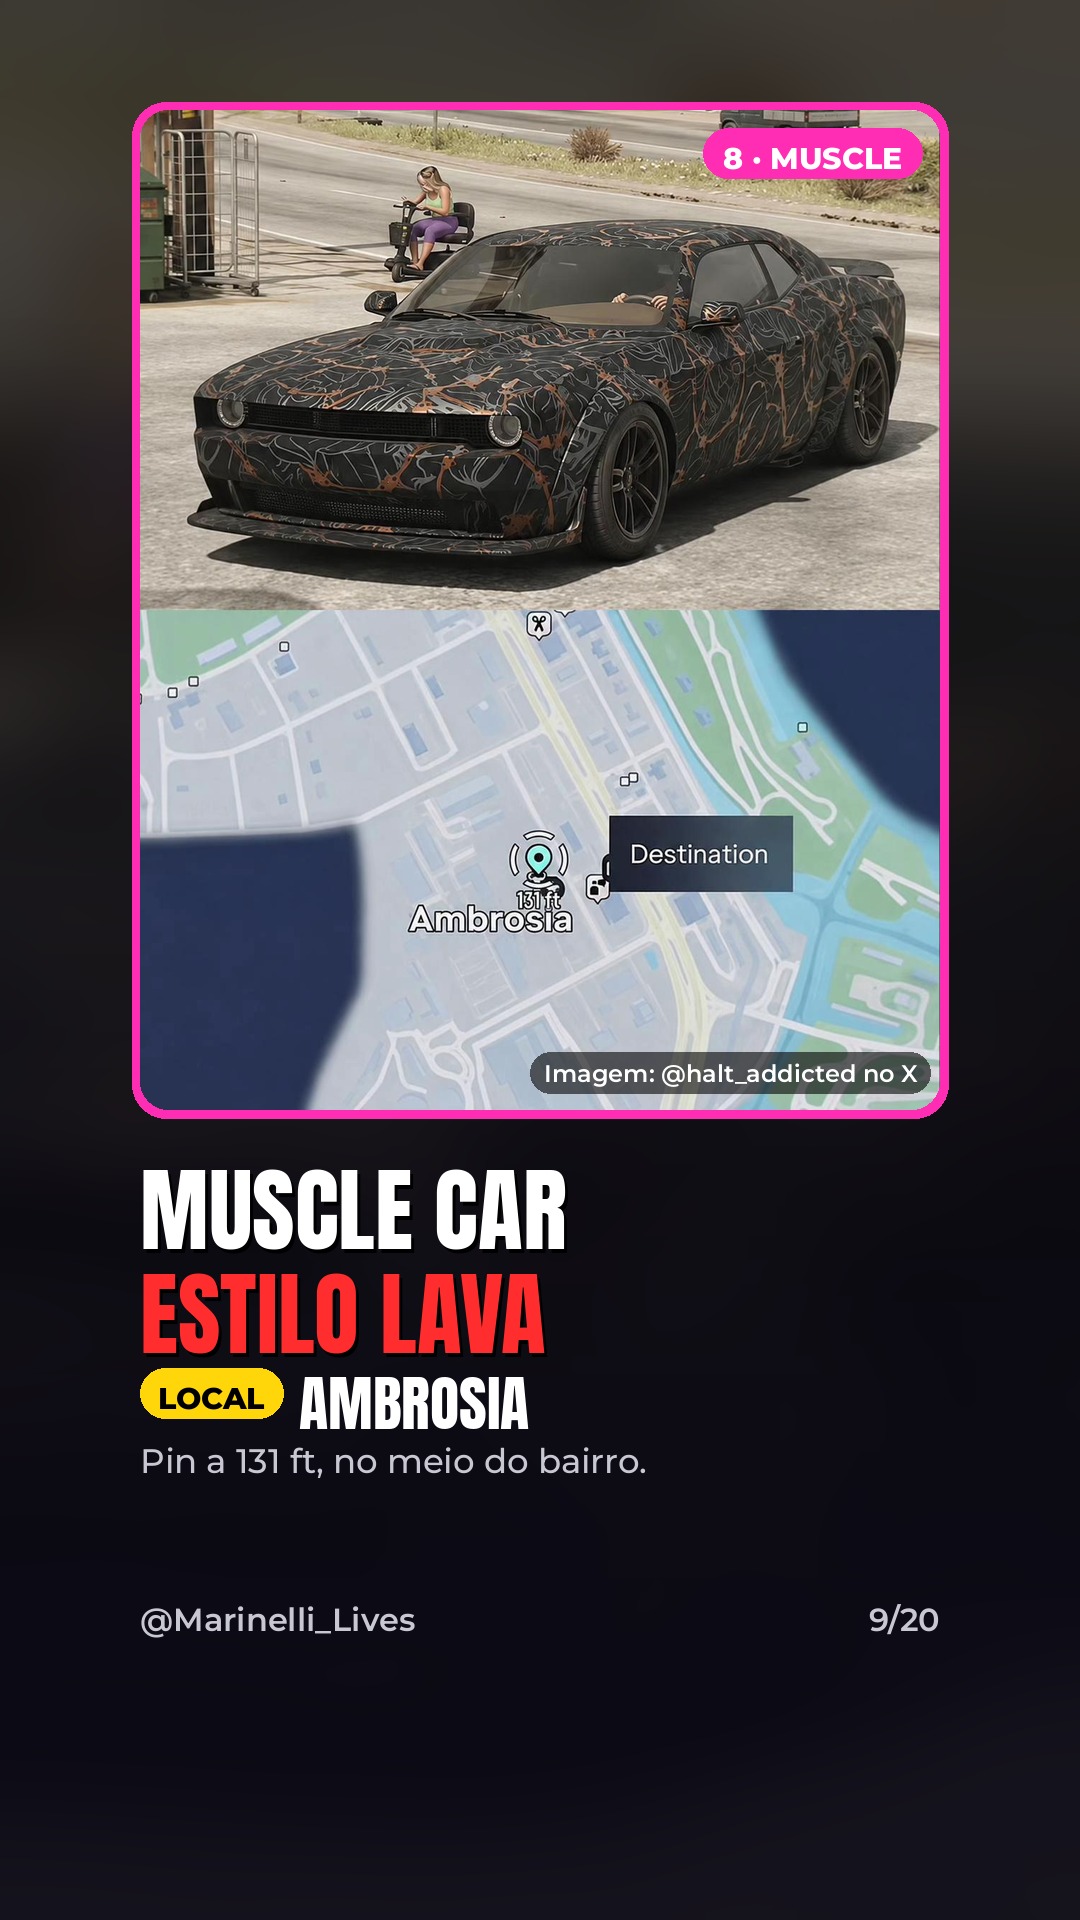 8 · MUSCLE
Destination
131 ft
Ambrosia
Imagem: @halt_addicted no X
MUSCLE CAR
ESTILO LAVA
LOCAL AMBROSIA
Pin a 131 ft, no meio do bairro.
@Marinelli_Lives 9/20